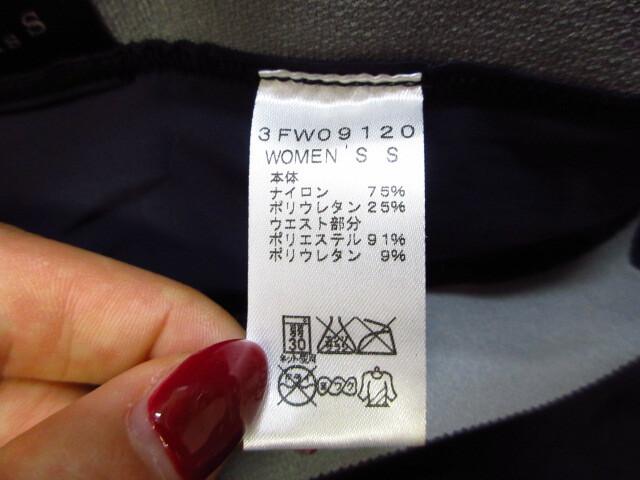 S
3FW09120
WOMEN'S S
本体
ナイロン 75%
ポリウレタン 25%
ウエスト部分
ポリエステル 91%
ポリウレタン 9%
弱
30
ネット使用